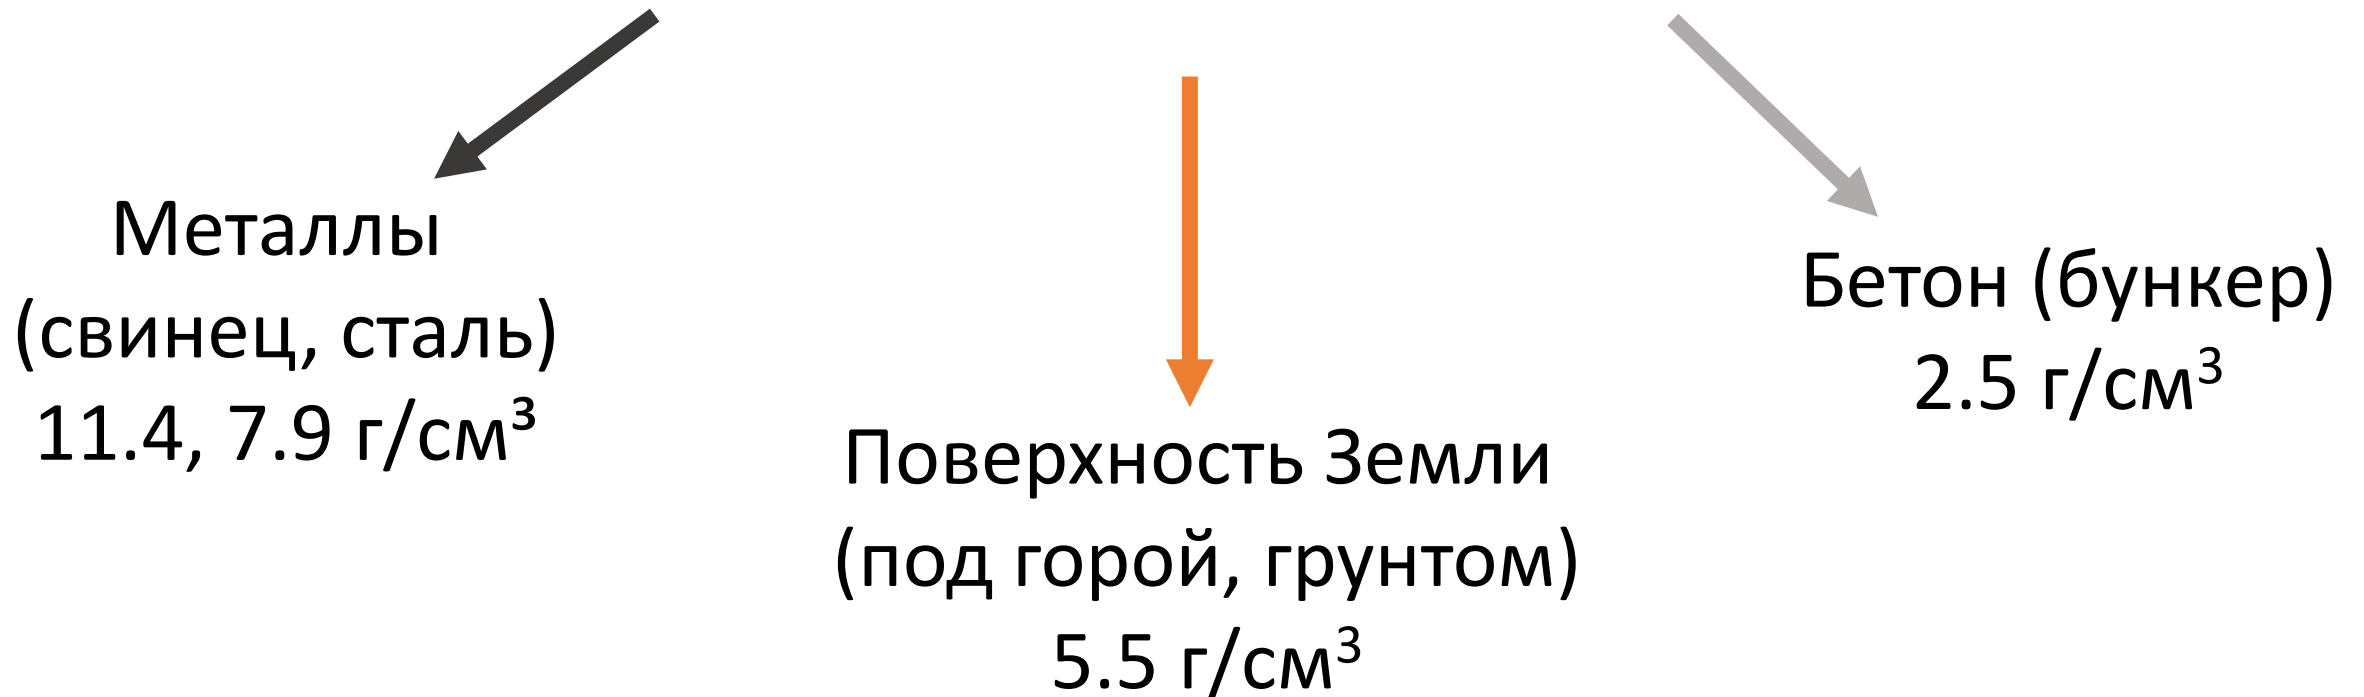 Металлы
(свинец, сталь)
11.4, 7.9 г/см³
Поверхность Земли
(под горой, грунтом)
5.5 г/см³
Бетон (бункер)
2.5 г/см³